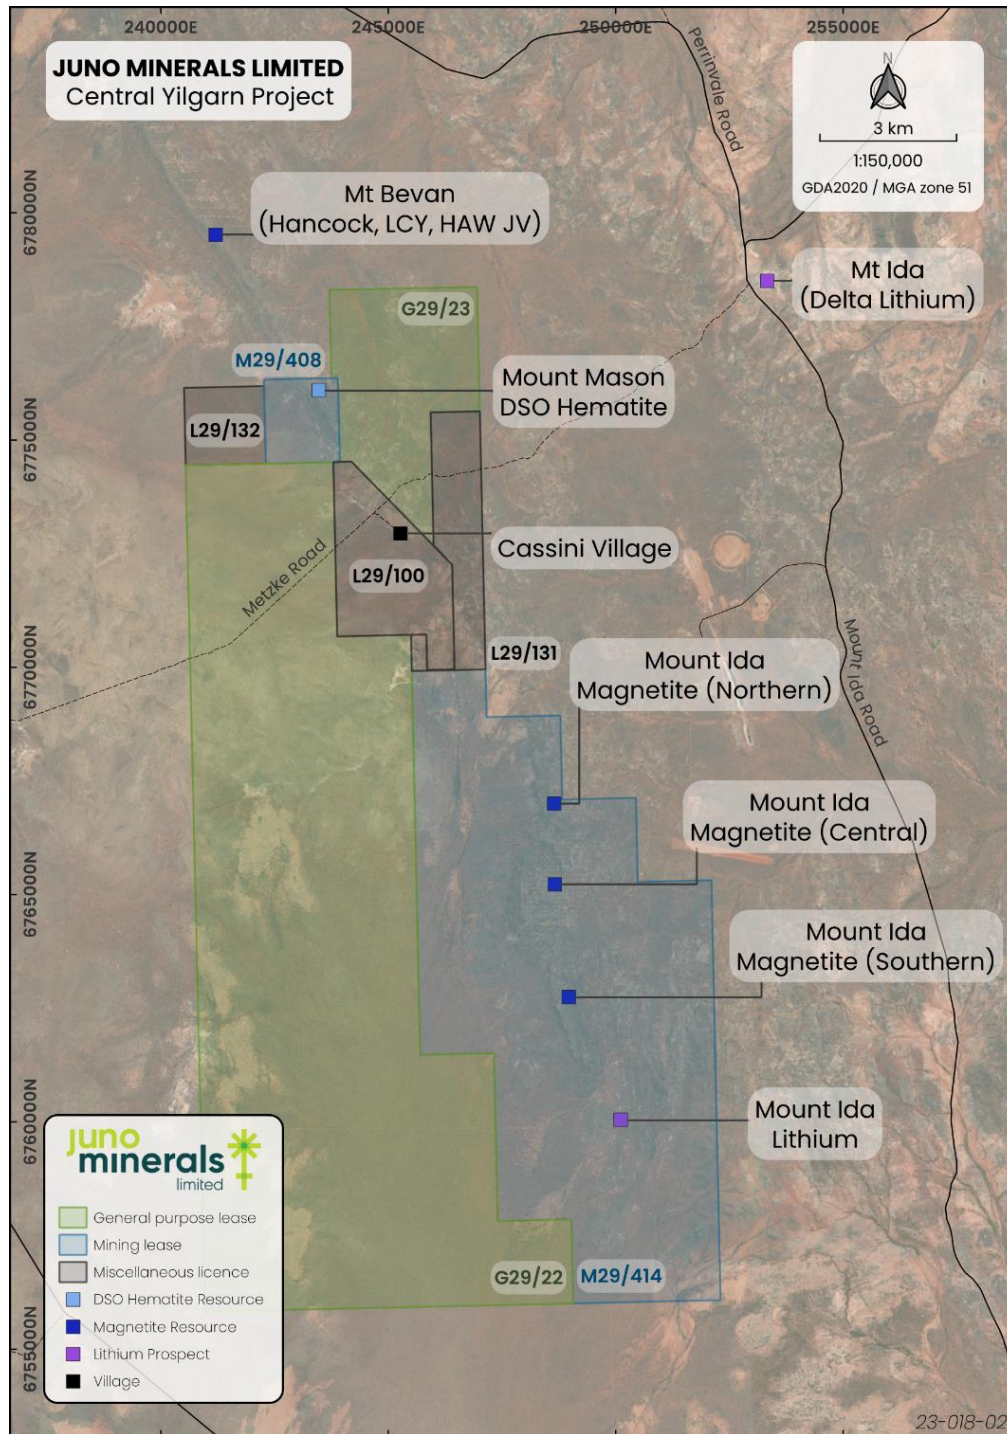 240000E
245000E
250000E
255000E
JUNO MINERALS LIMITED
Central Yilgarn Project
N
3 km
1:150,000
GDA2020 / MGA zone 51
Perrinvale Road
6780000N
Mt Bevan
(Hancock, LCY, HAW JV)
Mt Ida
(Delta Lithium)
G29/23
M29/408
Mount Mason
DSO Hematite
L29/132
6775000N
Cassini Village
Metzke Road
L29/100
L29/131
Mount Ida Road
6770000N
Mount Ida
Magnetite (Northern)
Mount Ida
Magnetite (Central)
6765000N
Mount Ida
Magnetite (Southern)
6760000N
Mount Ida
Lithium
juno
minerals
limited
General purpose lease
Mining lease
Miscellaneous licence
DSO Hematite Resource
Magnetite Resource
Lithium Prospect
Village
G29/22
M29/414
6755000N
23-018-02